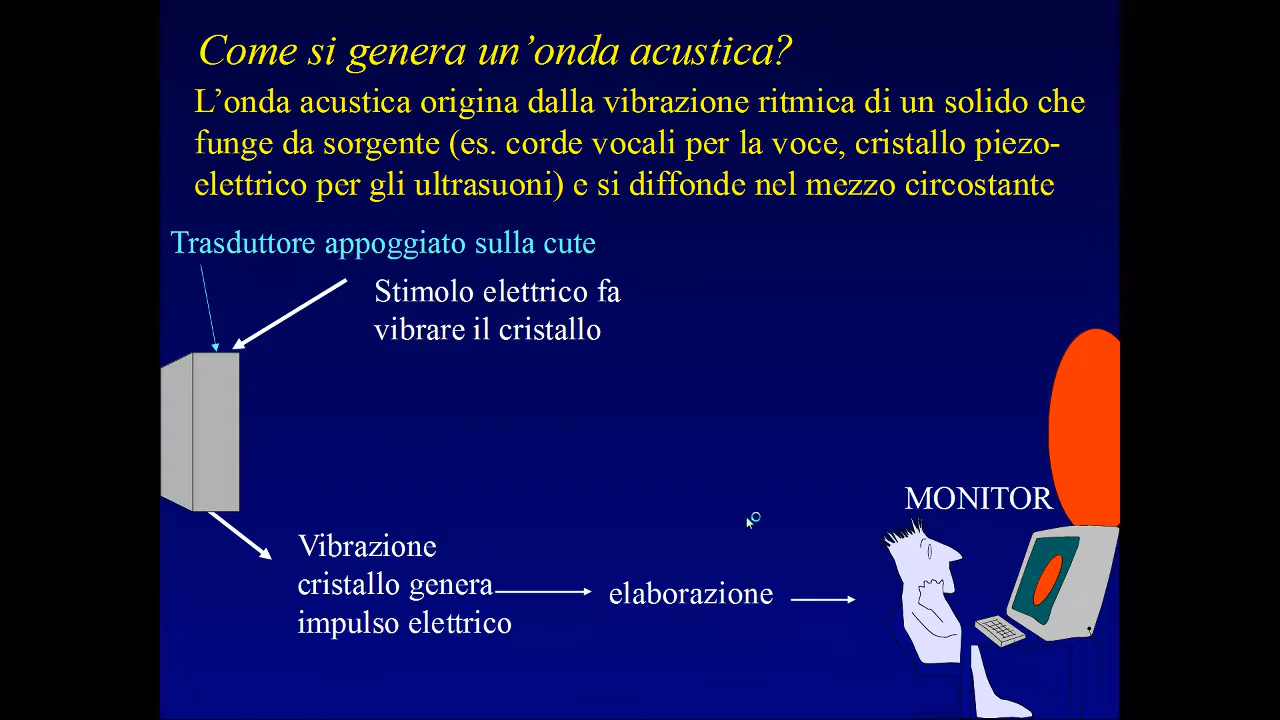 Come si genera un’onda acustica?
L’onda acustica origina dalla vibrazione ritmica di un solido che
funge da sorgente (es. corde vocali per la voce, cristallo piezo-
elettrico per gli ultrasuoni) e si diffonde nel mezzo circostante
Trasduttore appoggiato sulla cute
Stimolo elettrico fa
vibrare il cristallo
MONITOR
Vibrazione
cristallo genera
impulso elettrico
elaborazione